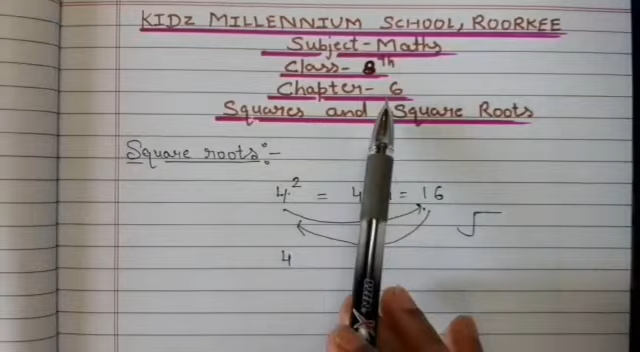 KIDZ MILLENNIUM SCHOOL, ROORKEE
Subject-Maths
Class- 8th
Chapter- 6
Squares and Square Roots
Square roots:-
4² = 4 = 16
√
4